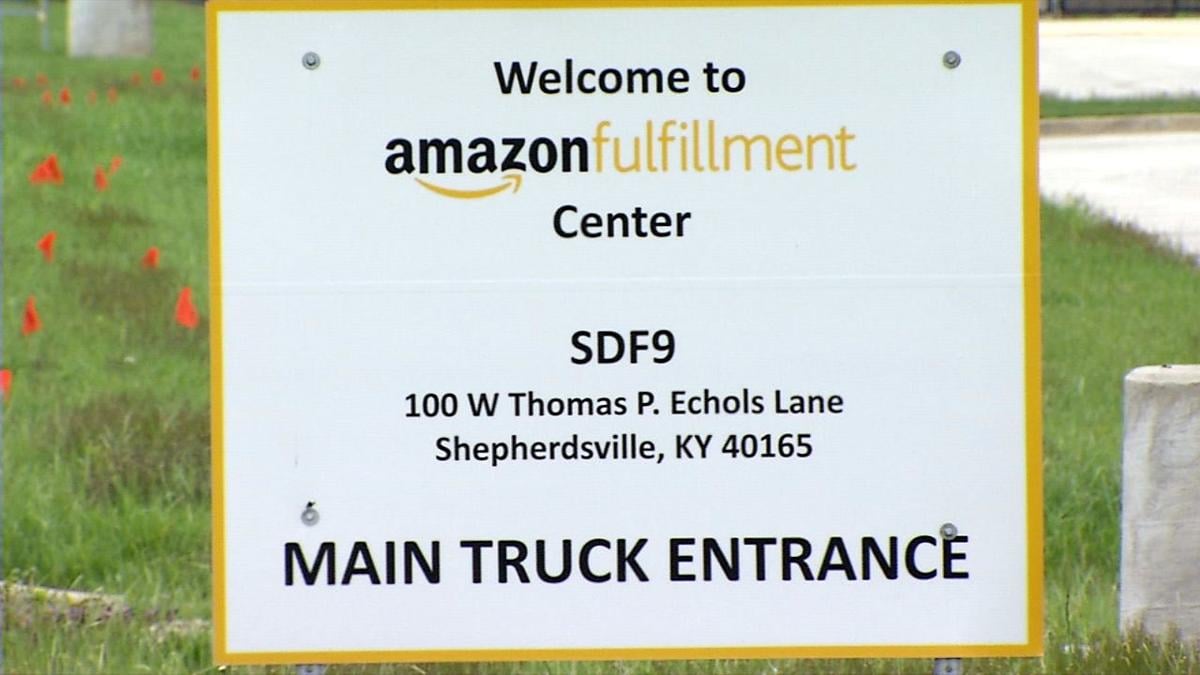 Welcome to
amazonfulfillment
Center
SDF9
100 W Thomas P. Echols Lane
Shepherdsville, KY 40165
MAIN TRUCK ENTRANCE